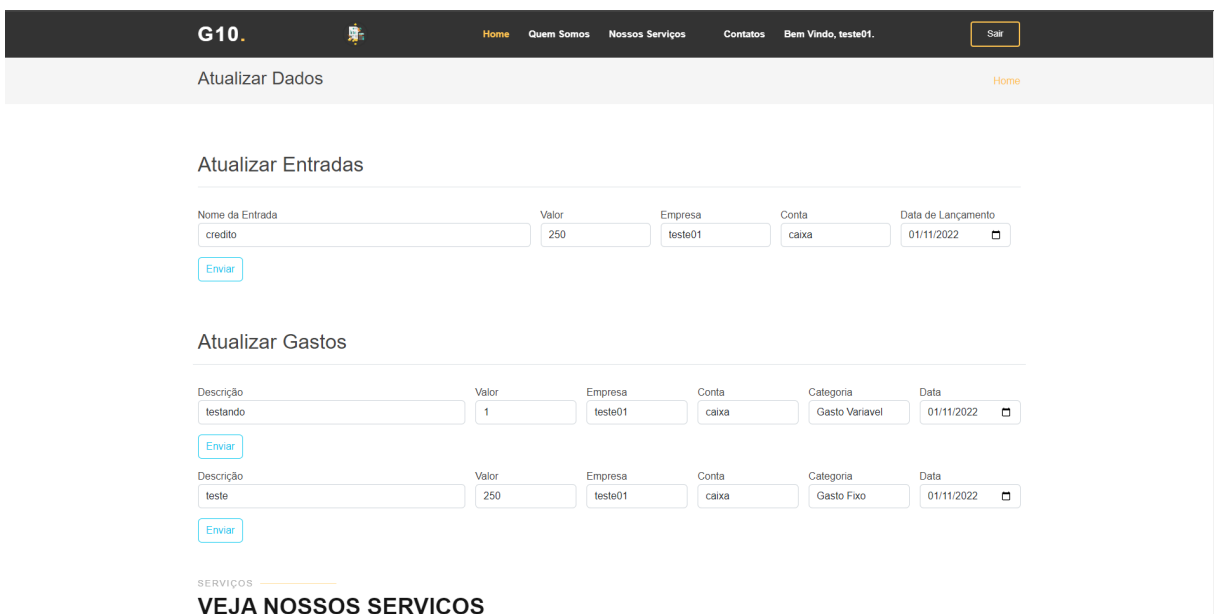 G10. Home Quem Somos Nossos Serviços Contatos Bem Vindo, teste01. Sair
Atualizar Dados Home
Atualizar Entradas
Nome da Entrada Valor Empresa Conta Data de Lançamento
credito 250 teste01 caixa 01/11/2022
Enviar
Atualizar Gastos
Descrição Valor Empresa Conta Categoria Data
testando 1 teste01 caixa Gasto Variavel 01/11/2022
Enviar
Descrição Valor Empresa Conta Categoria Data
teste 250 teste01 caixa Gasto Fixo 01/11/2022
Enviar
SERVIÇOS
VEJA NOSSOS SERVIÇOS